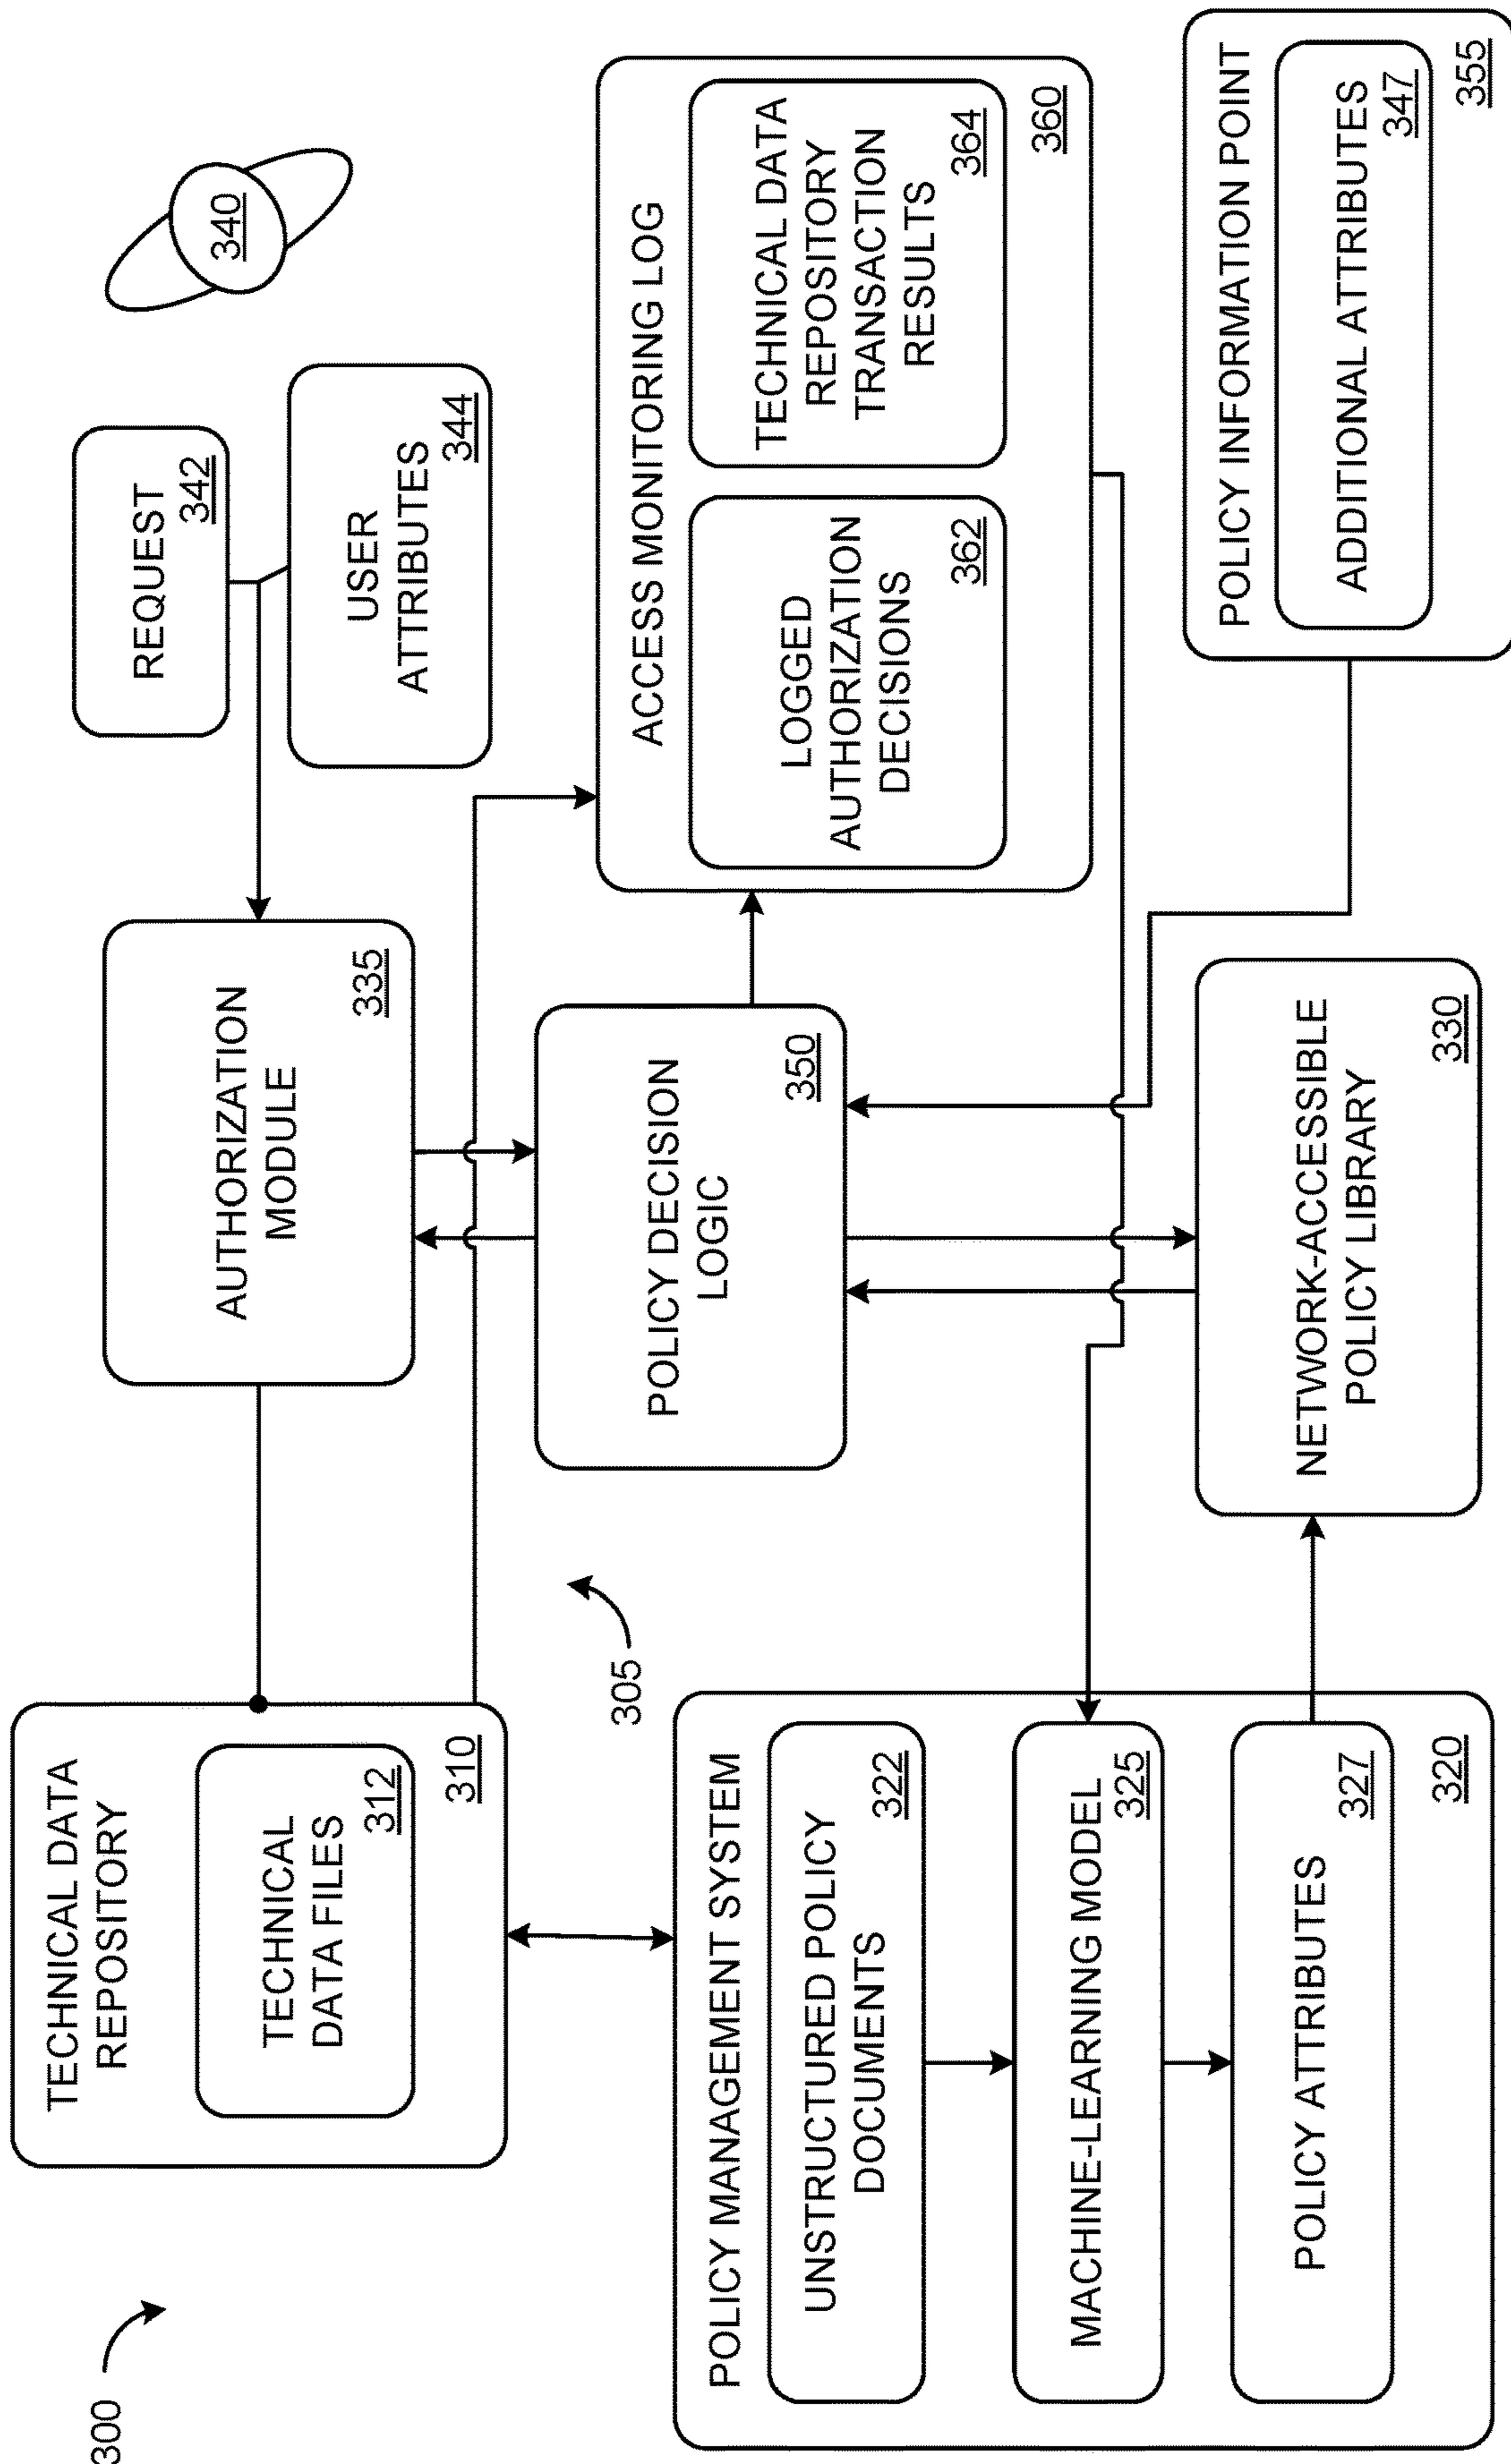 300
TECHNICAL DATA
REPOSITORY
TECHNICAL
DATA FILES
312
310
AUTHORIZATION
MODULE
335
REQUEST
342
USER
ATTRIBUTES
344
340
305
POLICY DECISION
LOGIC
350
ACCESS MONITORING LOG
LOGGED
AUTHORIZATION
DECISIONS
362
TECHNICAL DATA
REPOSITORY
TRANSACTION
RESULTS
364
360
POLICY MANAGEMENT SYSTEM
UNSTRUCTURED POLICY
DOCUMENTS
322
MACHINE-LEARNING MODEL
325
POLICY ATTRIBUTES
327
320
NETWORK-ACCESSIBLE
POLICY LIBRARY
330
POLICY INFORMATION POINT
ADDITIONAL ATTRIBUTES
347
355